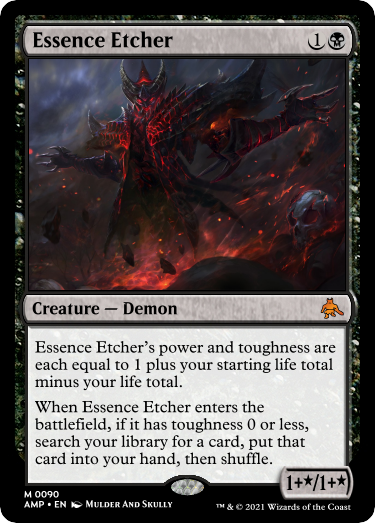 Essence Etcher 1
Creature — Demon
Essence Etcher's power and toughness are
each equal to 1 plus your starting life total
minus your life total.
When Essence Etcher enters the
battlefield, if it has toughness 0 or less,
search your library for a card, put that
card into your hand, then shuffle.
1+★/1+★
M 0090
AMP • EN Mulder And Skully
™ & © 2021 Wizards of the Coast